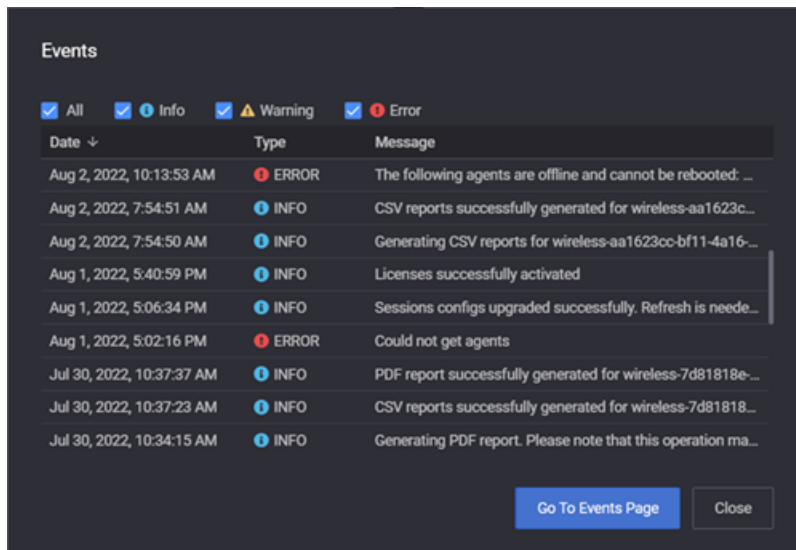 Events
All Info Warning Error
Date ↓ Type Message
Aug 2, 2022, 10:13:53 AM ERROR The following agents are offline and cannot be rebooted: ...
Aug 2, 2022, 7:54:51 AM INFO CSV reports successfully generated for wireless-aa1623c...
Aug 2, 2022, 7:54:50 AM INFO Generating CSV reports for wireless-aa1623cc-bf11-4a16-...
Aug 1, 2022, 5:40:59 PM INFO Licenses successfully activated
Aug 1, 2022, 5:06:34 PM INFO Sessions configs upgraded successfully. Refresh is neede...
Aug 1, 2022, 5:02:16 PM ERROR Could not get agents
Jul 30, 2022, 10:37:37 AM INFO PDF report successfully generated for wireless-7d81818e-...
Jul 30, 2022, 10:37:23 AM INFO CSV reports successfully generated for wireless-7d81818...
Jul 30, 2022, 10:34:15 AM INFO Generating PDF report. Please note that this operation ma...
Go To Events Page Close